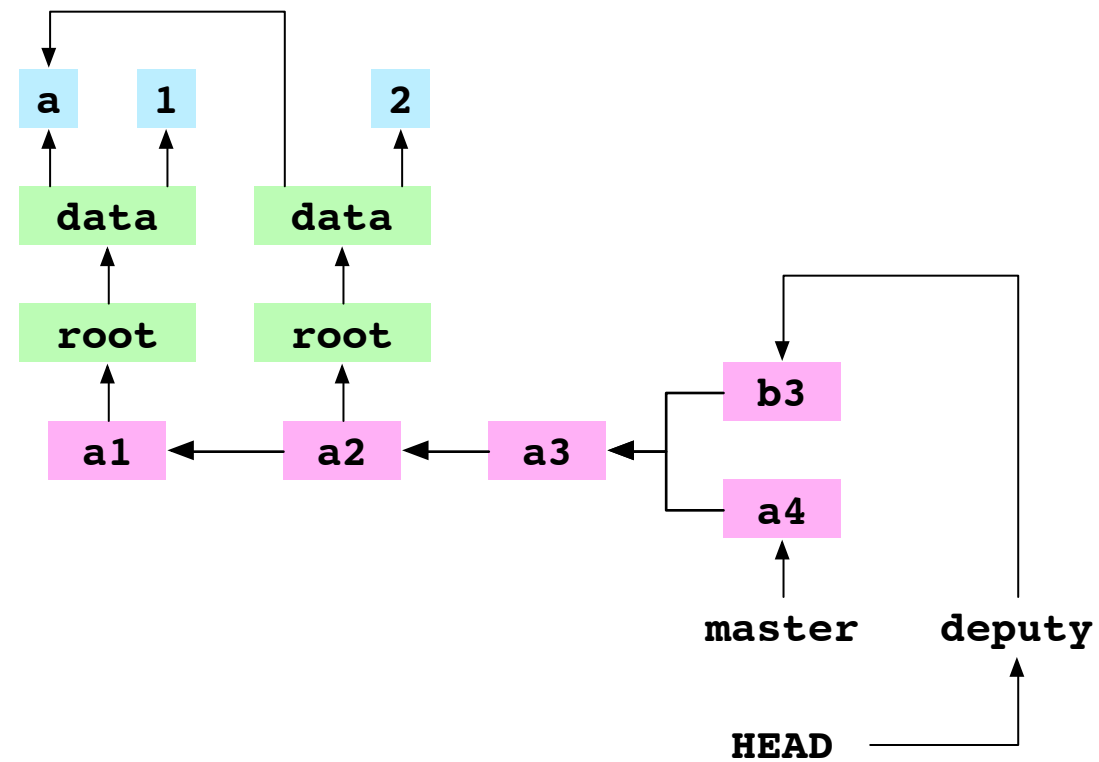 a 1 2
data data
root root
b3
a1 a2 a3
a4
master deputy
HEAD